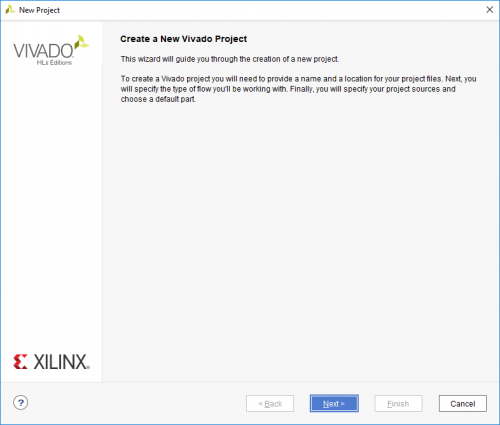 New Project
VIVADO
HLx Editions
Create a New Vivado Project
This wizard will guide you through the creation of a new project.
To create a Vivado project you will need to provide a name and a location for your project files. Next, you
will specify the type of flow you'll be working with. Finally, you will specify your project sources and
choose a default part.
XILINX.
?
< Back
Next >
Finish
Cancel